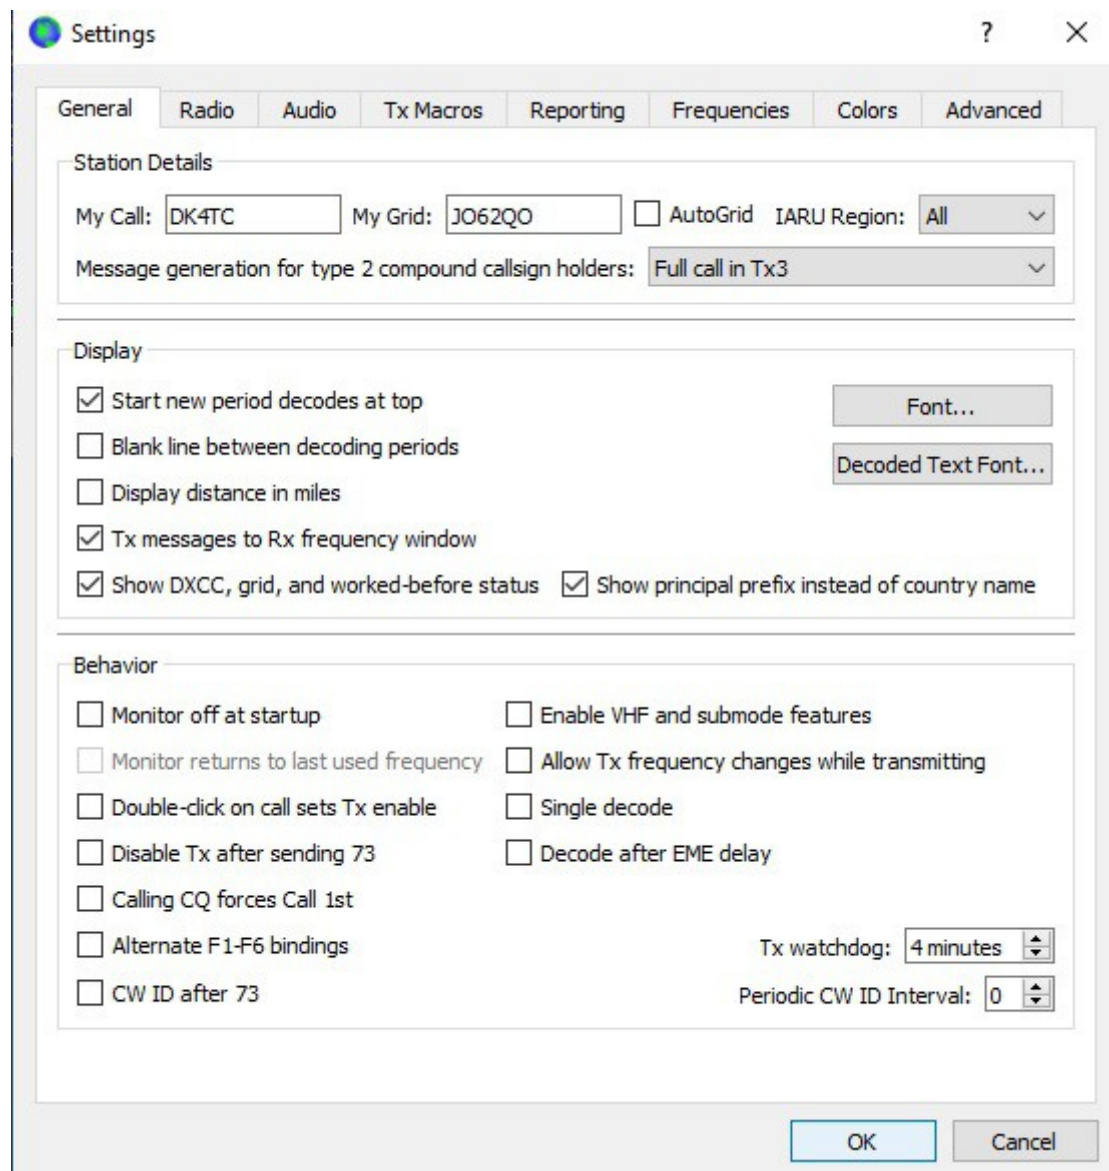 Settings ?
General Radio Audio Tx Macros Reporting Frequencies Colors Advanced
Station Details
My Call: DK4TC My Grid: JO62QO AutoGrid IARU Region: All
Message generation for type 2 compound callsign holders: Full call in Tx3
Display
Start new period decodes at top Font...
Blank line between decoding periods
Decoded Text Font...
Display distance in miles
Tx messages to Rx frequency window
Show DXCC, grid, and worked-before status Show principal prefix instead of country name
Behavior
Monitor off at startup Enable VHF and submode features
Monitor returns to last used frequency Allow Tx frequency changes while transmitting
Double-click on call sets Tx enable Single decode
Disable Tx after sending 73 Decode after EME delay
Calling CQ forces Call 1st
Alternate F1-F6 bindings Tx watchdog: 4 minutes
CW ID after 73 Periodic CW ID Interval: 0
OK Cancel